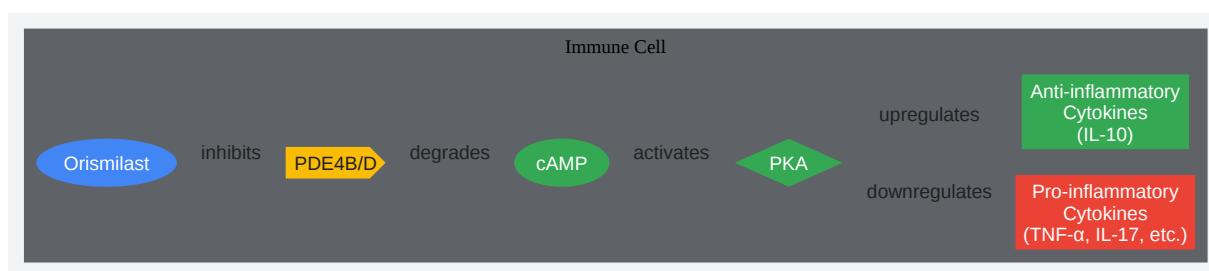 Immune Cell
Orismilast
inhibits
PDE4B/D
degrades
cAMP
activates
PKA
upregulates
Anti-inflammatory
Cytokines
(IL-10)
downregulates
Pro-inflammatory
Cytokines
(TNF-α, IL-17, etc.)